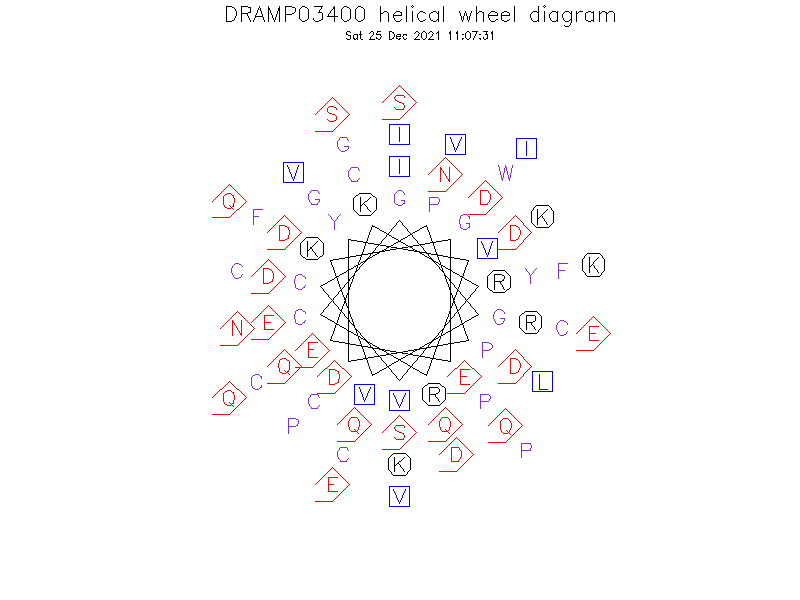 DRAMP03400 helical wheel diagram
Sat 25 Dec 2021 11:07:31
S
S
I
G V I
I
V C N W
Q G K G P D
F Y G K
D D
K V
C D C R Y F K
N E C G R C E
E P
Q D
C D E L
Q C V V R P
P Q S Q Q
C D P
K
E
V